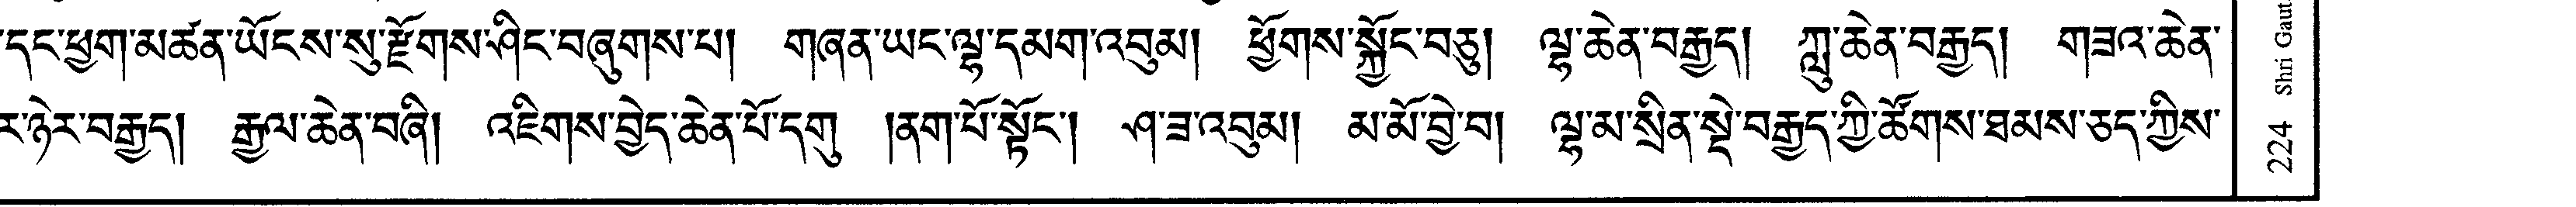 ་དང་ཕྱག་མཚན་ཡོངས་སུ་རྫོགས་ཤིང་བཞུགས་པ། གཞན་ཡང་ལྷ་དམག་འབུམ། ཕྱོགས་སྐྱོང་བཅུ། ལྷ་ཆེན་བརྒྱད། ཀླུ་ཆེན་བརྒྱད། གཟའ་ཆེན་
ར་ཉེར་བརྒྱད། རྒྱལ་ཆེན་བཞི། འཇིགས་བྱེད་ཆེན་པོ་དགུ །ནག་པོ་སྟོང་། ཤ་ཟ་འབུམ། མ་མོ་བྱེ་བ། ལྷ་མ་སྲིན་སྡེ་བརྒྱད་ཀྱི་ཚོགས་ཐམས་ཅད་ཀྱིས་
224 Shri Gaut